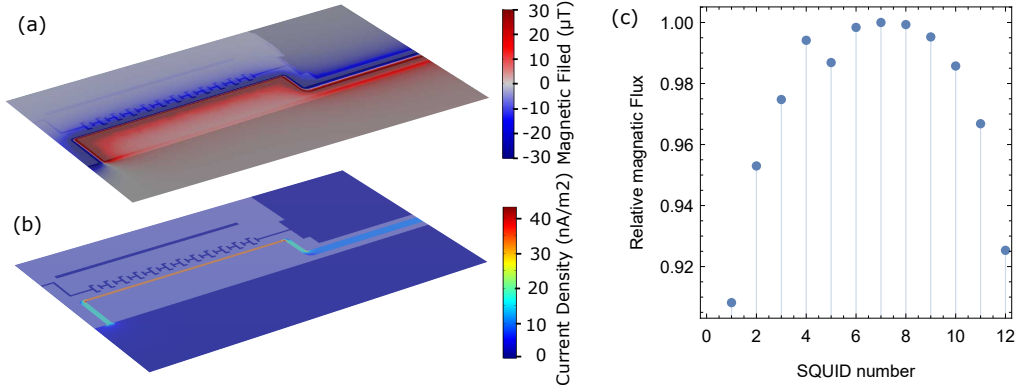 (a)
30
20
10
0
-10
-20
-30
Magnetic Filed (µT)
(b)
40
30
20
10
0
Current Density (nA/m2)
(c)
1.00
0.98
0.96
0.94
0.92
Relative magnatic Flux
0 2 4 6 8 10 12
SQUID number